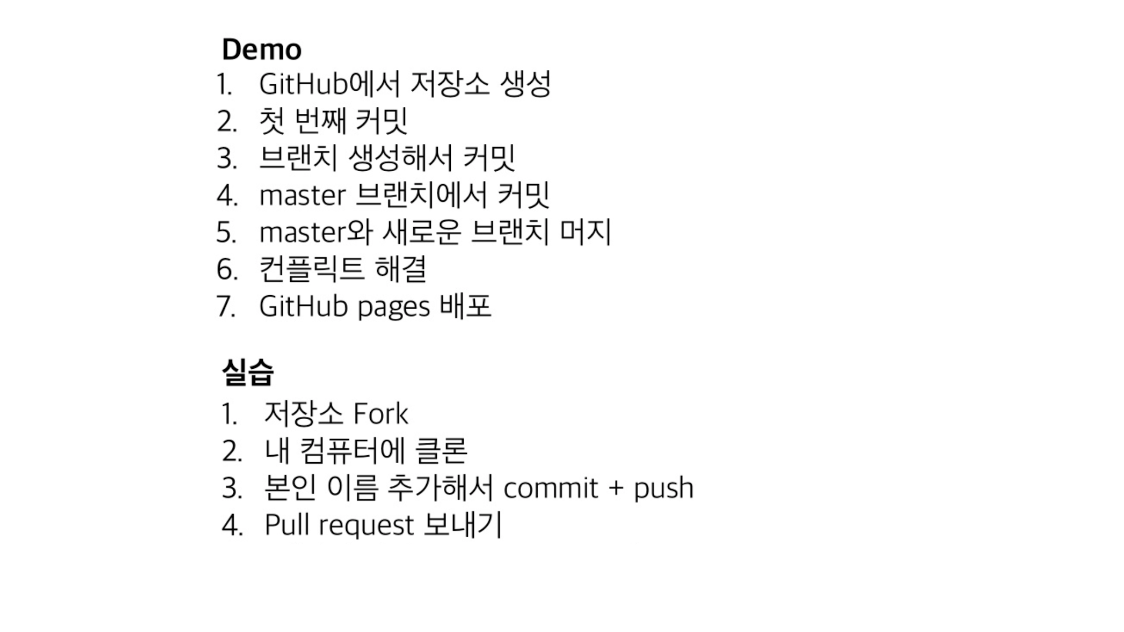 Demo
1. GitHub에서 저장소 생성
2. 첫 번째 커밋
3. 브랜치 생성해서 커밋
4. master 브랜치에서 커밋
5. master와 새로운 브랜치 머지
6. 컨플릭트 해결
7. GitHub pages 배포
실습
1. 저장소 Fork
2. 내 컴퓨터에 클론
3. 본인 이름 추가해서 commit + push
4. Pull request 보내기